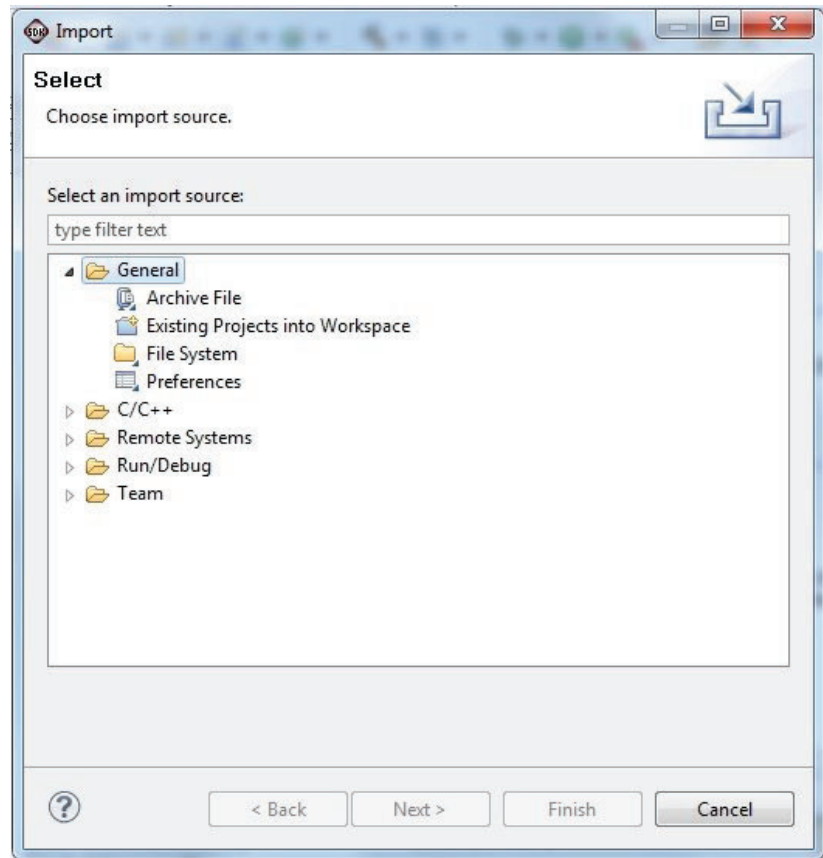 SDK Import
Select
Choose import source.
Select an import source:
type filter text
General
Archive File
Existing Projects into Workspace
File System
Preferences
C/C++
Remote Systems
Run/Debug
Team
? < Back Next > Finish Cancel